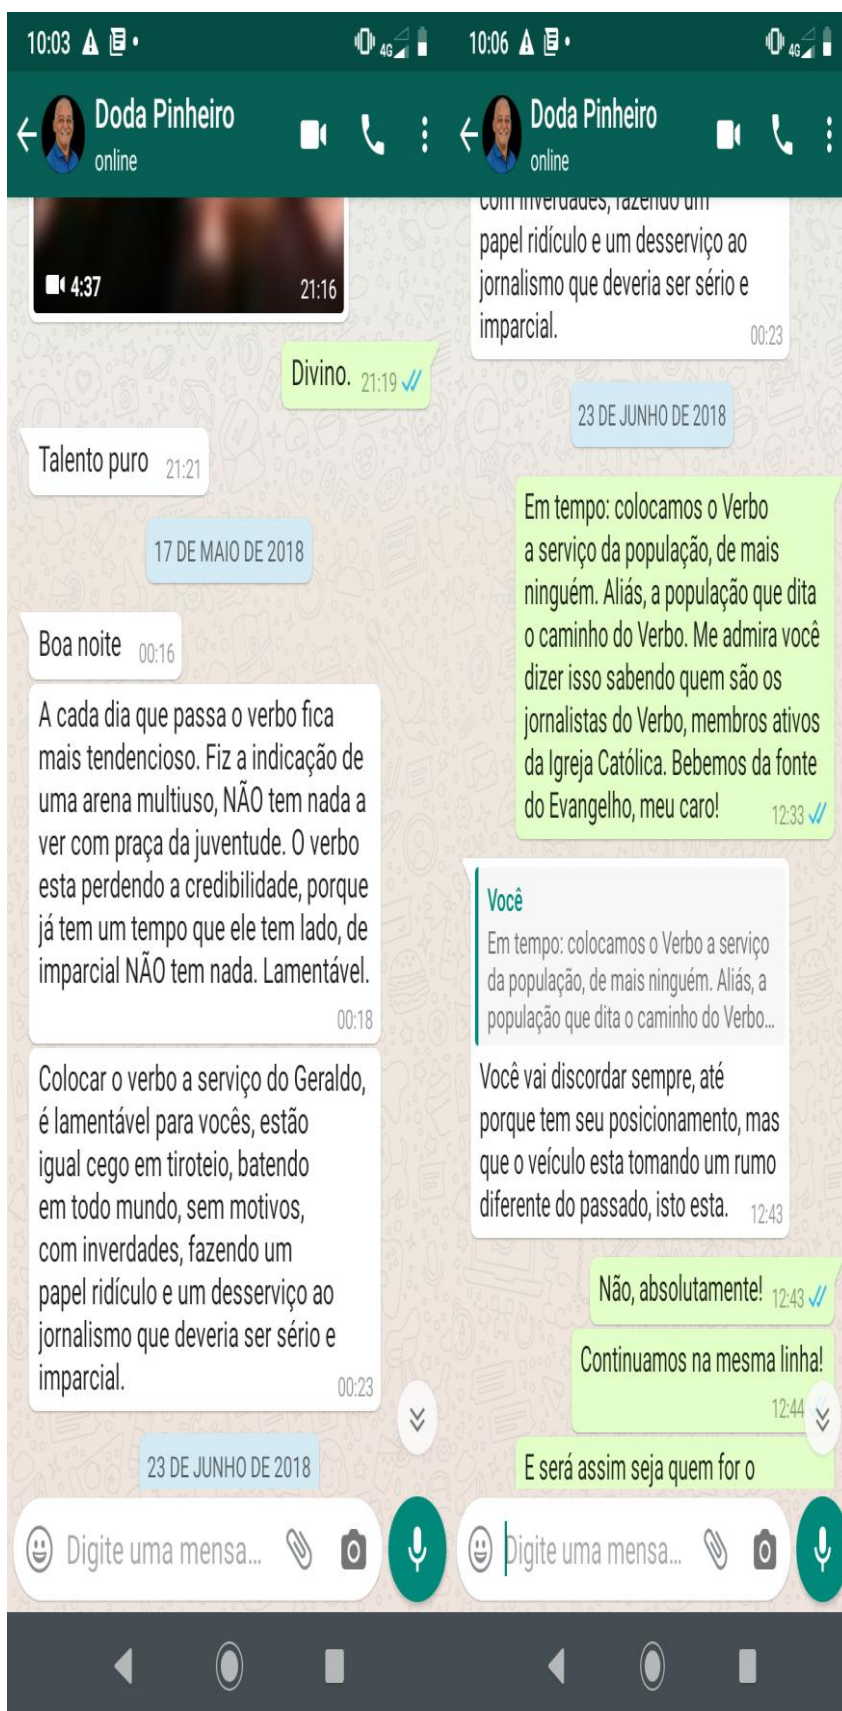 10:03
Doda Pinheiro
online
4:37
21:16
Divino. 21:19
Talento puro 21:21
17 DE MAIO DE 2018
Boa noite 00:16
A cada dia que passa o verbo fica
mais tendencioso. Fiz a indicação de
uma arena multiuso, NÃO tem nada a
ver com praça da juventude. O verbo
esta perdendo a credibilidade, porque
já tem um tempo que ele tem lado, de
imparcial NÃO tem nada. Lamentável.
00:18
Colocar o verbo a serviço do Geraldo,
é lamentável para vocês, estão
igual cego em tiroteio, batendo
em todo mundo, sem motivos,
com inverdades, fazendo um
papel ridículo e um desserviço ao
jornalismo que deveria ser sério e
imparcial.
00:23
23 DE JUNHO DE 2018
Digite uma mensa...
10:06
4G
Doda Pinheiro
online
com inverdades, fazendo um
papel ridículo e um desserviço ao
jornalismo que deveria ser sério e
imparcial.
00:23
23 DE JUNHO DE 2018
Em tempo: colocamos o Verbo
a serviço da população, de mais
ninguém. Aliás, a população que dita
o caminho do Verbo. Me admira você
dizer isso sabendo quem são os
jornalistas do Verbo, membros ativos
da Igreja Católica. Bebemos da fonte
do Evangelho, meu caro! 12:33
Você
Em tempo: colocamos o Verbo a serviço
da população, de mais ninguém. Aliás, a
população que dita o caminho do Verbo...
Você vai discordar sempre, até
porque tem seu posicionamento, mas
que o veículo esta tomando um rumo
diferente do passado, isto esta. 12:43
Não, absolutamente! 12:43
Continuamos na mesma linha!
12:44
E será assim seja quem for o
Digite uma mensa...